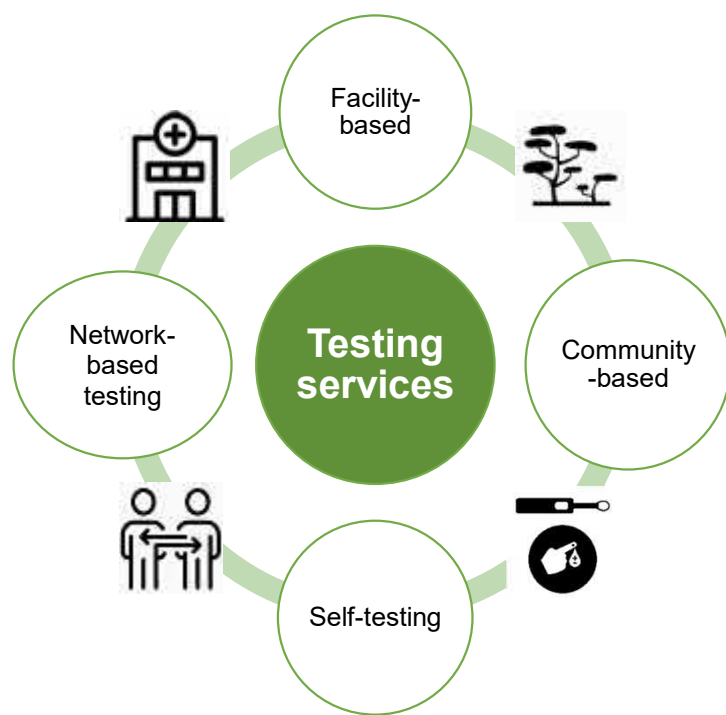 Facility-
based
Network-
based
testing
Testing
services
Community
-based
Self-testing